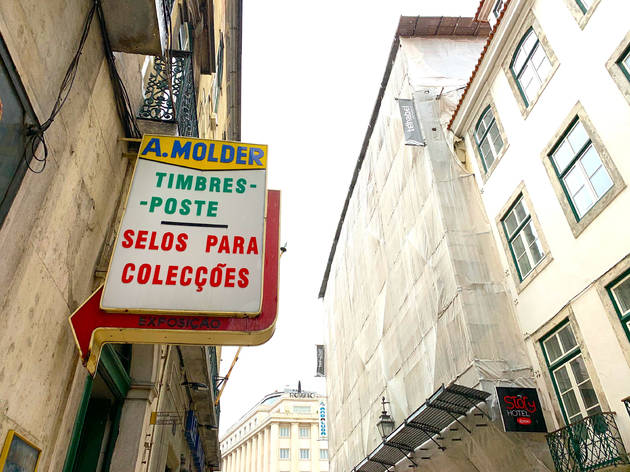 A. MOLDER
TIMBRES-
-POSTE
SELOS PARA
COLECÇÕES
EXPOSIÇÃO
Story
HOTEL